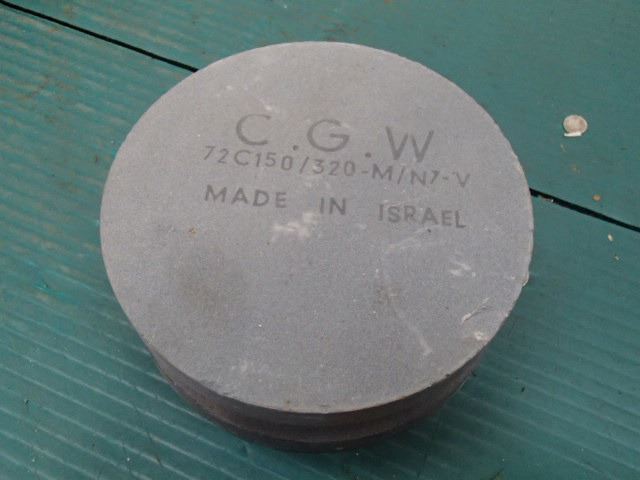 C.G.W
72C150/320-M/N7-V
MADE IN ISRAEL